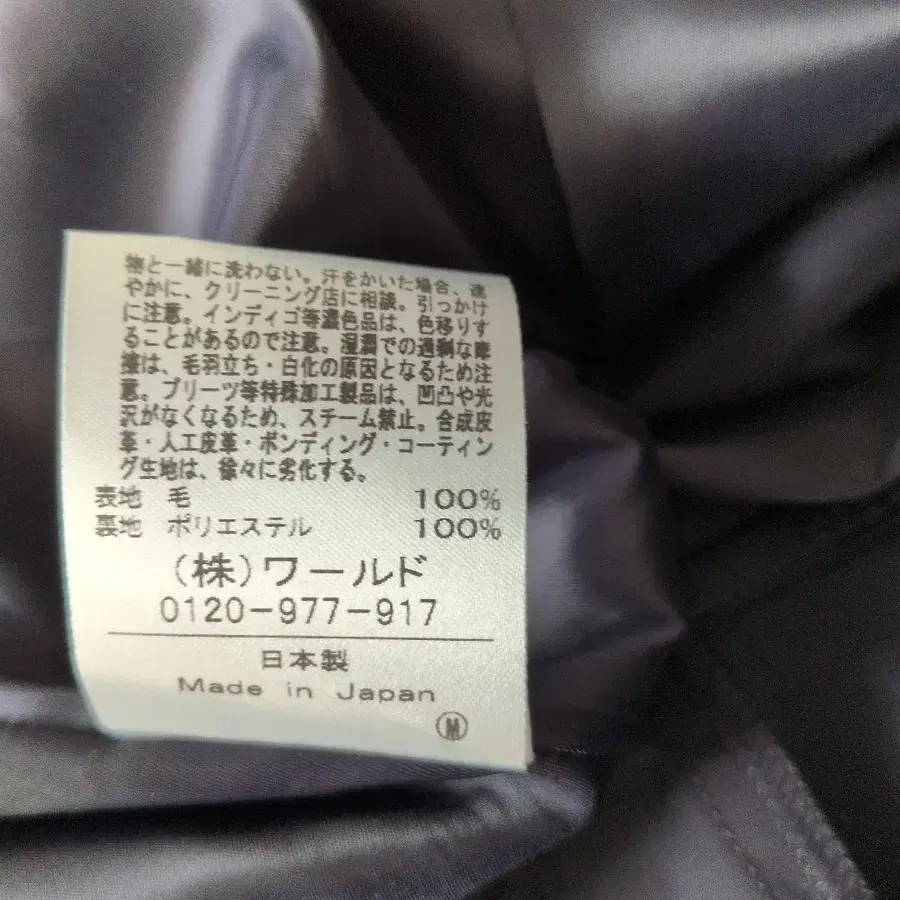 物と一緒に洗わない。汗をかいた場合、速
やかに、クリーニング店に相談。引っかけ
に注意。インディゴ等濃色品は、色移りす
ることがあるので注意。湿潤での過剰な摩
擦は、毛羽立ち・白化の原因となるため注
意。プリーツ等特殊加工製品は、凹凸や光
沢がなくなるため、スチーム禁止。合成皮
革・人工皮革・ボンディング・コーティン
グ生地は、徐々に劣化する。
表地 毛 100%
裏地 ポリエステル 100%
(株)ワールド
0120-977-917
日本製
Made in Japan
M